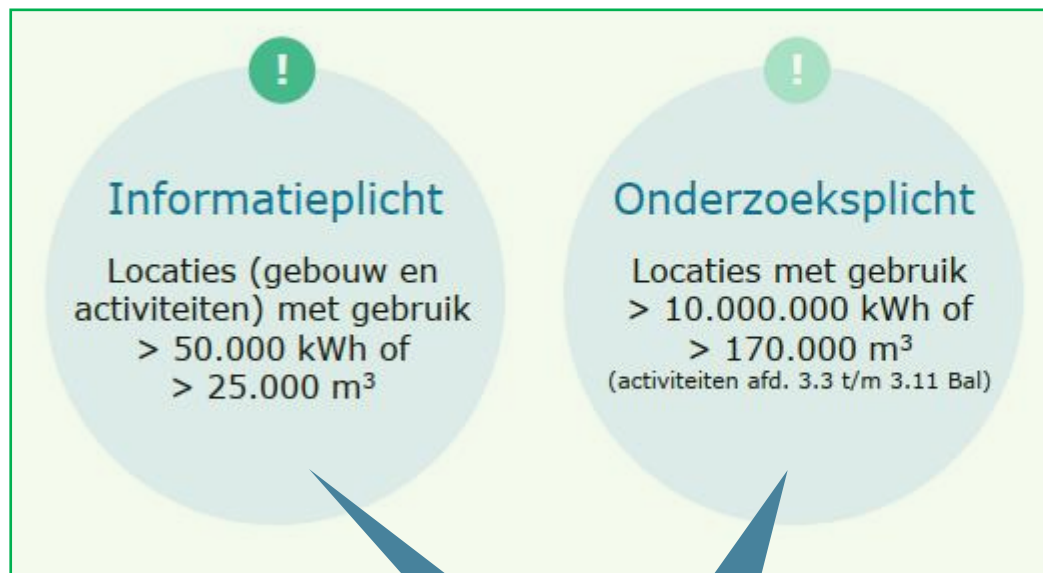 !
Informatieplicht
Locaties (gebouw en
activiteiten) met gebruik
> 50.000 kWh of
> 25.000 m³
!
Onderzoeksplicht
Locaties met gebruik
> 10.000.000 kWh of
> 170.000 m³
(activiteiten afd. 3.3 t/m 3.11 Bal)